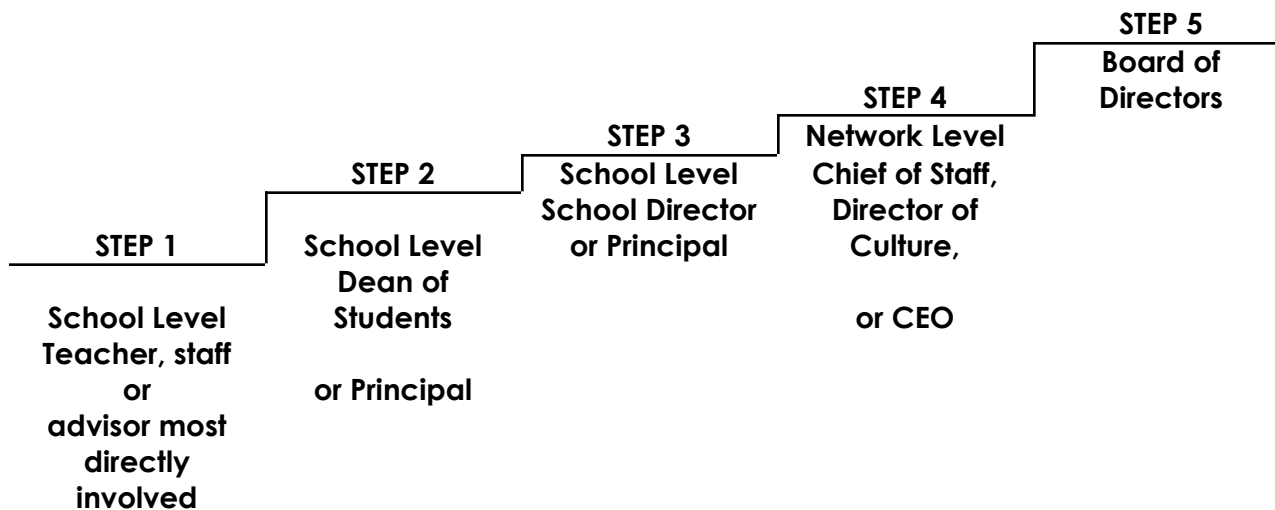 STEP 1
School Level
Teacher, staff
or
advisor most
directly
involved
STEP 2
School Level
Dean of
Students
or Principal
STEP 3
School Level
School Director
or Principal
STEP 4
Network Level
Chief of Staff,
Director of
Culture,
or CEO
STEP 5
Board of
Directors